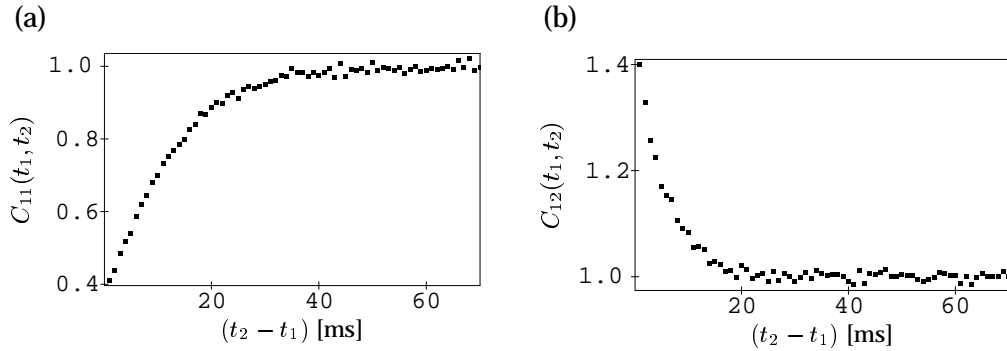 (a)
1.0
0.8
0.6
0.4
20
40
60
C₁₁(t₁, t₂)
(t₂ − t₁) [ms]
(b)
1.4
1.2
1.0
20
40
60
C₁₂(t₁, t₂)
(t₂ − t₁) [ms]